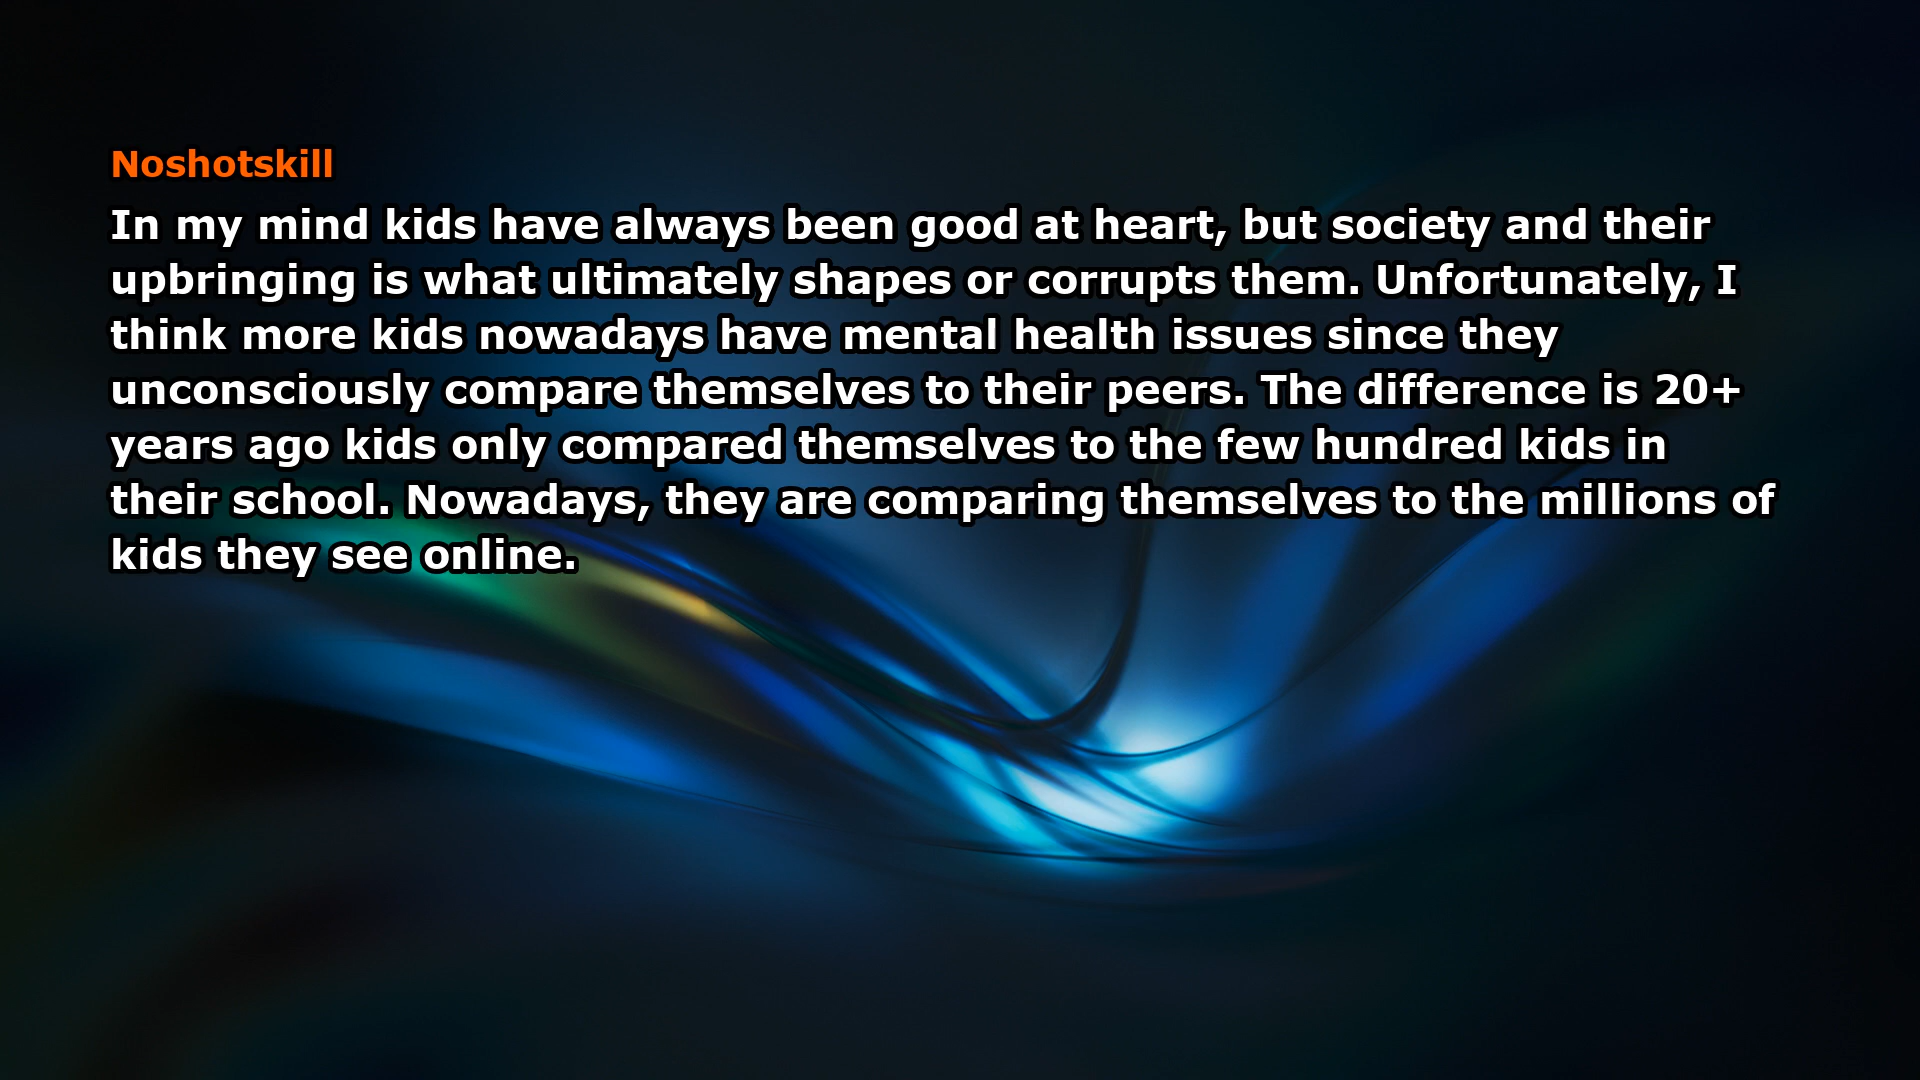 Noshotskill
In my mind kids have always been good at heart, but society and their
upbringing is what ultimately shapes or corrupts them. Unfortunately, I
think more kids nowadays have mental health issues since they
unconsciously compare themselves to their peers. The difference is 20+
years ago kids only compared themselves to the few hundred kids in
their school. Nowadays, they are comparing themselves to the millions of
kids they see online.